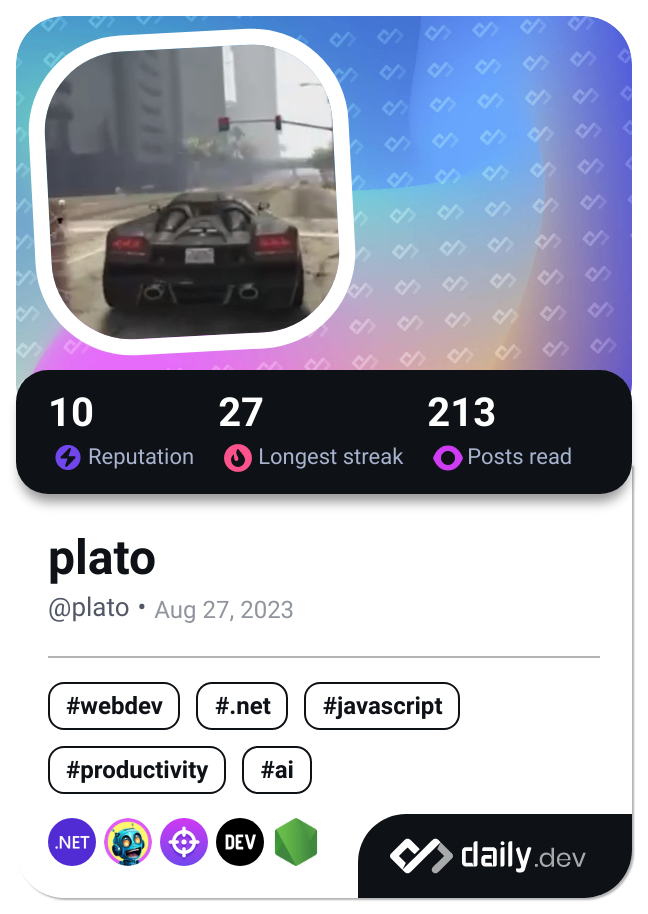 10 27 213
Reputation Longest streak Posts read
plato
@plato • Aug 27, 2023
#webdev #.net #javascript
#productivity #ai
.NET DEV
daily.dev